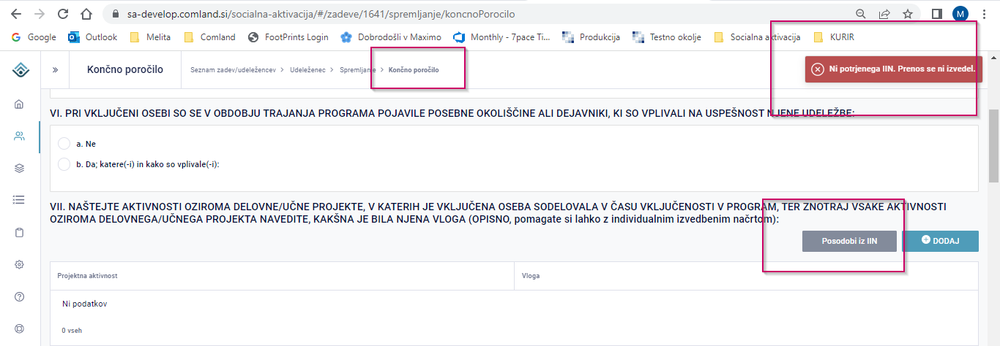 sa-develop.comland.si/socialna-aktivacija/#/zadeve/1641/spremljanje/koncnoPorocilo
M
Google Outlook Melita Comland FootPrints Login Dobrodošli v Maximo Monthly - 7pace Ti... Produkcija Testno okolje Socialna aktivacija KURIR
» Končno poročilo Seznam zadev/udeležencev > Udeleženec > Spremljanje > Končno poročilo
Ni potrjenega IIN. Prenos se ni izvedel.
VI. PRI VKLJUČENI OSEBI SO SE V OBDOBJU TRAJANJA PROGRAMA POJAVILE POSEBNE OKOLIŠČINE ALI DEJAVNIKI, KI SO VPLIVALI NA USPEŠNOST NJENE UDELEŽBE:
a. Ne
b. Da; katere(-i) in kako so vplivale(-i):
VII. NAŠTEJTE AKTIVNOSTI OZIROMA DELOVNE/UČNE PROJEKTE, V KATERIH JE VKLJUČENA OSEBA SODELOVALA V ČASU VKLJUČENOSTI V PROGRAM, TER ZNOTRAJ VSAKE AKTIVNOSTI
OZIROMA DELOVNEGA/UČNEGA PROJEKTA NAVEDITE, KAKŠNA JE BILA NJENA VLOGA (OPISNO, pomagate si lahko z individualnim izvedbenim načrtom):
Posodobi iz IIN DODAJ
Projektna aktivnost Vloga
Ni podatkov
0 vseh